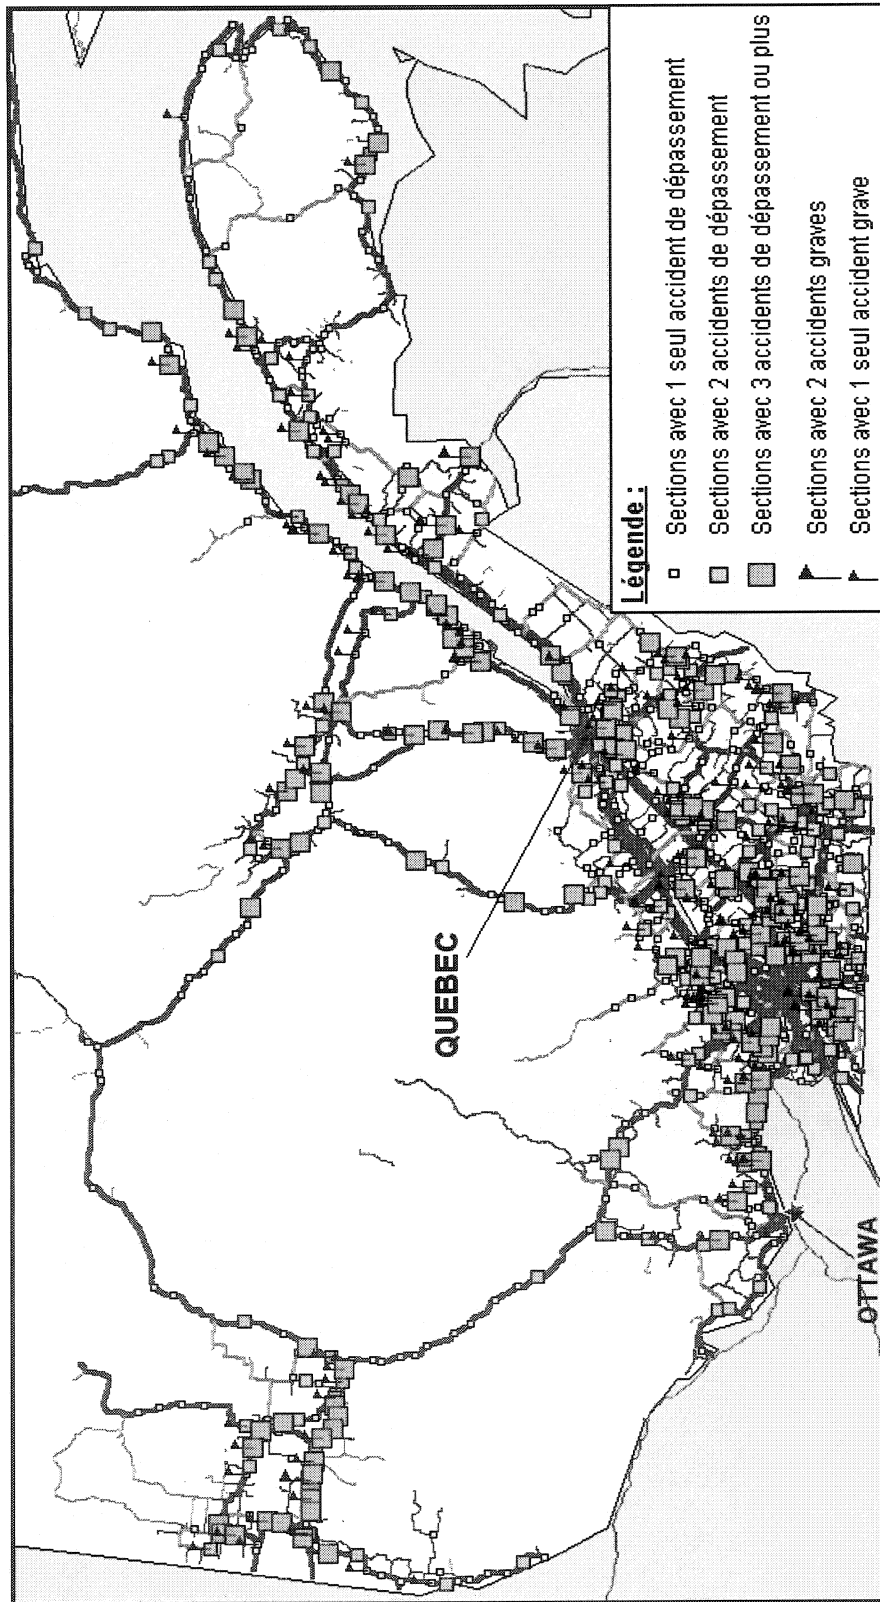 QUEBEC
OTTAWA
Légende :
Sections avec 1 seul accident de dépassement
Sections avec 2 accidents de dépassement
Sections avec 3 accidents de dépassement ou plus
Sections avec 2 accidents graves
Sections avec 1 seul accident grave